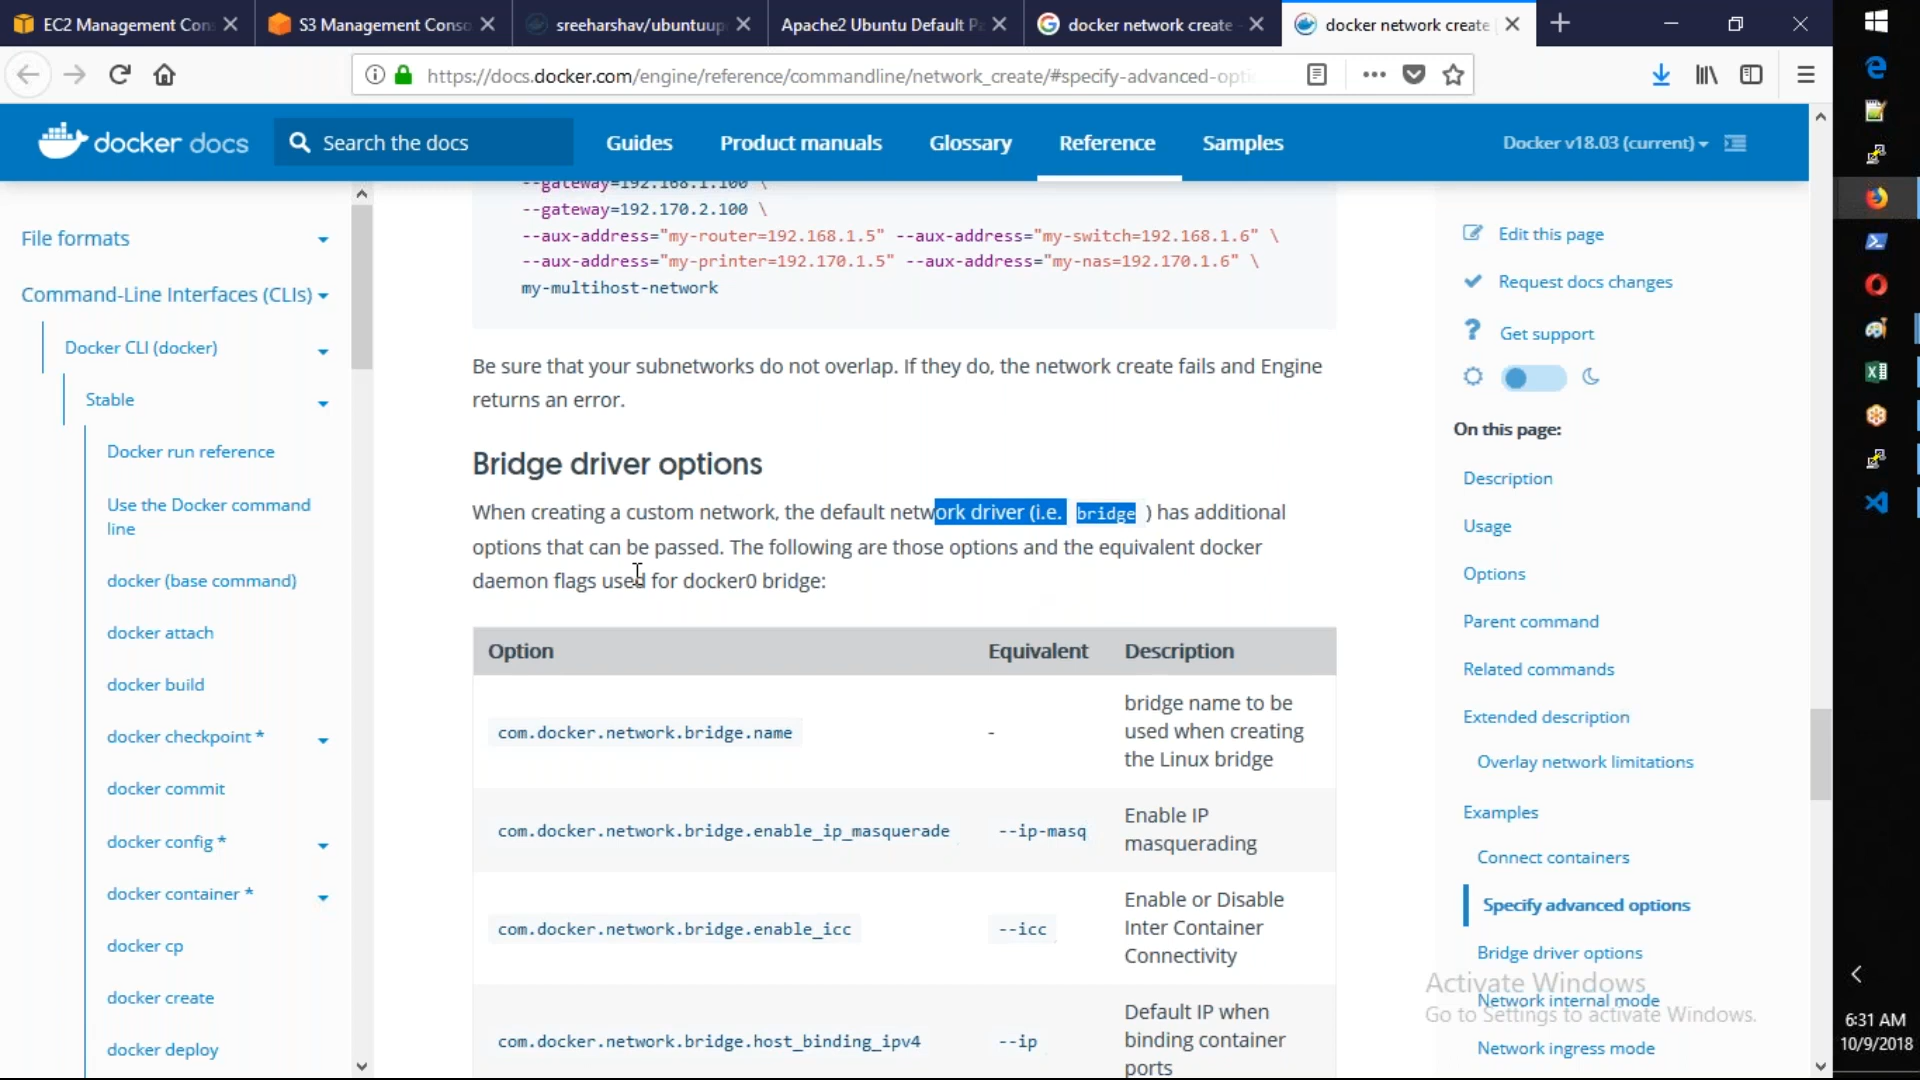 EC2 Management Con
S3 Management Conso
sreeharshav/ubuntuup
Apache2 Ubuntu Default P
docker network create
docker network create |
https://docs.docker.com/engine/reference/commandline/network_create/#specify-advanced-opti
docker docs
Search the docs
Guides
Product manuals
Glossary
Reference
Samples
Docker v18.03 (current)
File formats
Command-Line Interfaces (CLIs)
Docker CLI (docker)
Stable
Docker run reference
Use the Docker command
line
docker (base command)
docker attach
docker build
docker checkpoint *
docker commit
docker config *
docker container *
docker cp
docker create
docker deploy
--gateway=192.168.1.100 \
--gateway=192.170.2.100 \
--aux-address="my-router=192.168.1.5" --aux-address="my-switch=192.168.1.6" \
--aux-address="my-printer=192.170.1.5" --aux-address="my-nas=192.170.1.6" \
my-multihost-network
Be sure that your subnetworks do not overlap. If they do, the network create fails and Engine
returns an error.
Bridge driver options
When creating a custom network, the default network driver (i.e. bridge ) has additional
options that can be passed. The following are those options and the equivalent docker
daemon flags used for docker0 bridge:
Option Equivalent Description
com.docker.network.bridge.name - bridge name to be
used when creating
the Linux bridge
com.docker.network.bridge.enable_ip_masquerade --ip-masq Enable IP
masquerading
com.docker.network.bridge.enable_icc --icc Enable or Disable
Inter Container
Connectivity
com.docker.network.bridge.host_binding_ipv4 --ip Default IP when
binding container
ports
Edit this page
Request docs changes
Get support
On this page:
Description
Usage
Options
Parent command
Related commands
Extended description
Overlay network limitations
Examples
Connect containers
Specify advanced options
Bridge driver options
Network internal mode
Network ingress mode
Activate Windows
Go to Settings to activate Windows.
6:31 AM
10/9/2018